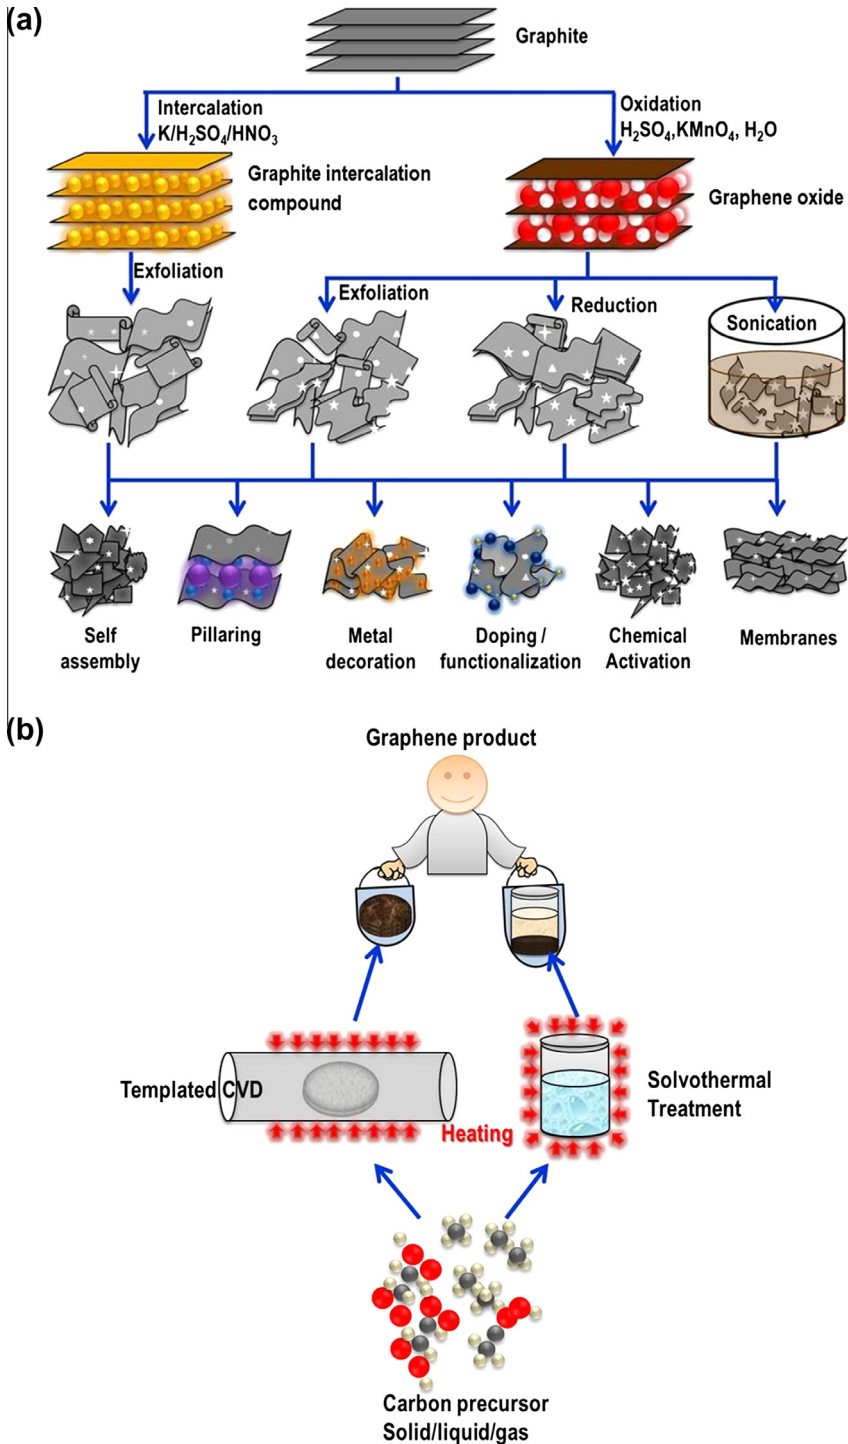 (a)
Graphite
Intercalation
K/H₂SO₄/HNO₃
Oxidation
H₂SO₄,KMnO₄, H₂O
Graphite intercalation
compound
Graphene oxide
Exfoliation
Exfoliation
Reduction
Sonication
Self
assembly
Pillaring
Metal
decoration
Doping /
functionalization
Chemical
Activation
Membranes
(b)
Graphene product
Templated CVD
Heating
Solvothermal
Treatment
Carbon precursor
Solid/liquid/gas